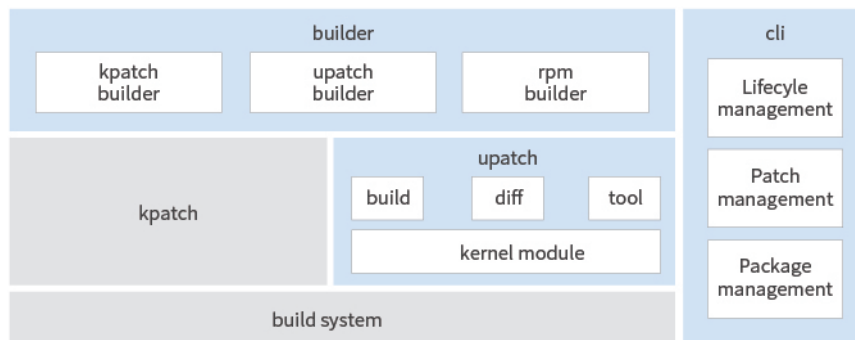 builder
kpatch
builder
upatch
builder
rpm
builder
kpatch
upatch
build
diff
tool
kernel module
build system
cli
Lifecyle
management
Patch
management
Package
management